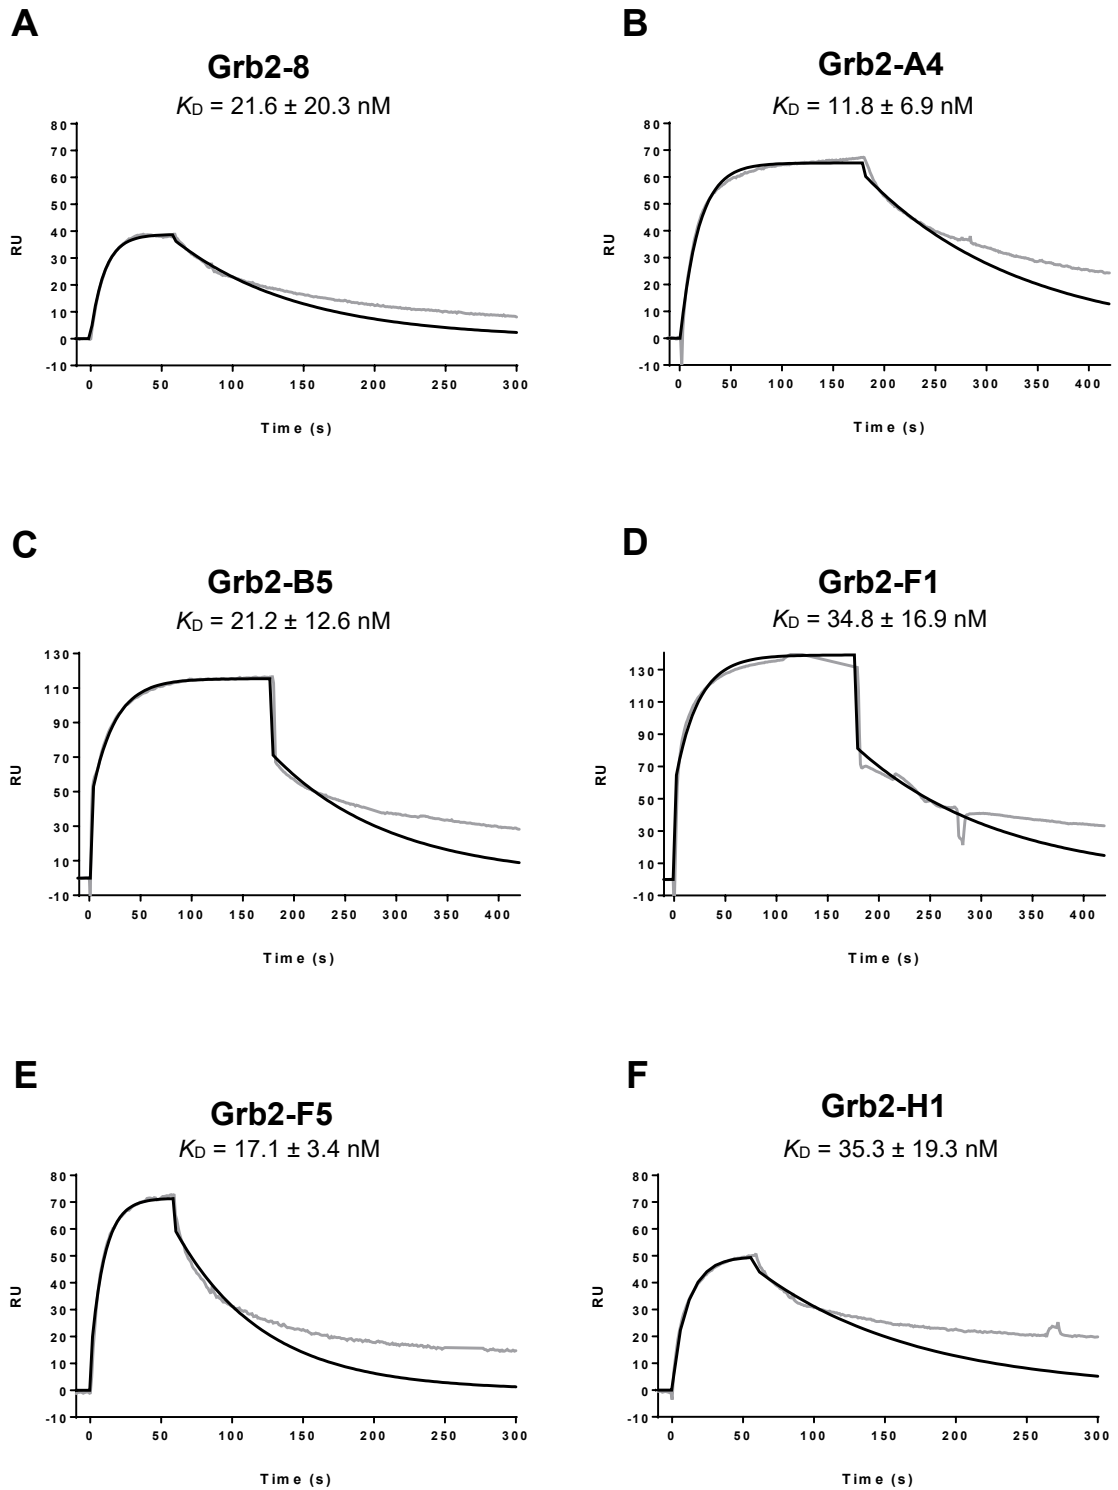 A
Grb2-8
KD = 21.6 ± 20.3 nM
80
70
60
50
40
30
20
10
0
-10
RU
0 50 100 150 200 250 300
Time (s)
B
Grb2-A4
KD = 11.8 ± 6.9 nM
80
70
60
50
40
30
20
10
0
-10
RU
0 50 100 150 200 250 300 350 400
Time (s)
C
Grb2-B5
KD = 21.2 ± 12.6 nM
130
110
90
70
50
30
10
-10
RU
0 50 100 150 200 250 300 350 400
Time (s)
D
Grb2-F1
KD = 34.8 ± 16.9 nM
130
110
90
70
50
30
10
-10
RU
0 50 100 150 200 250 300 350 400
Time (s)
E
Grb2-F5
KD = 17.1 ± 3.4 nM
80
70
60
50
40
30
20
10
0
-10
RU
0 50 100 150 200 250 300
Time (s)
F
Grb2-H1
KD = 35.3 ± 19.3 nM
80
70
60
50
40
30
20
10
0
-10
RU
0 50 100 150 200 250 300
Time (s)